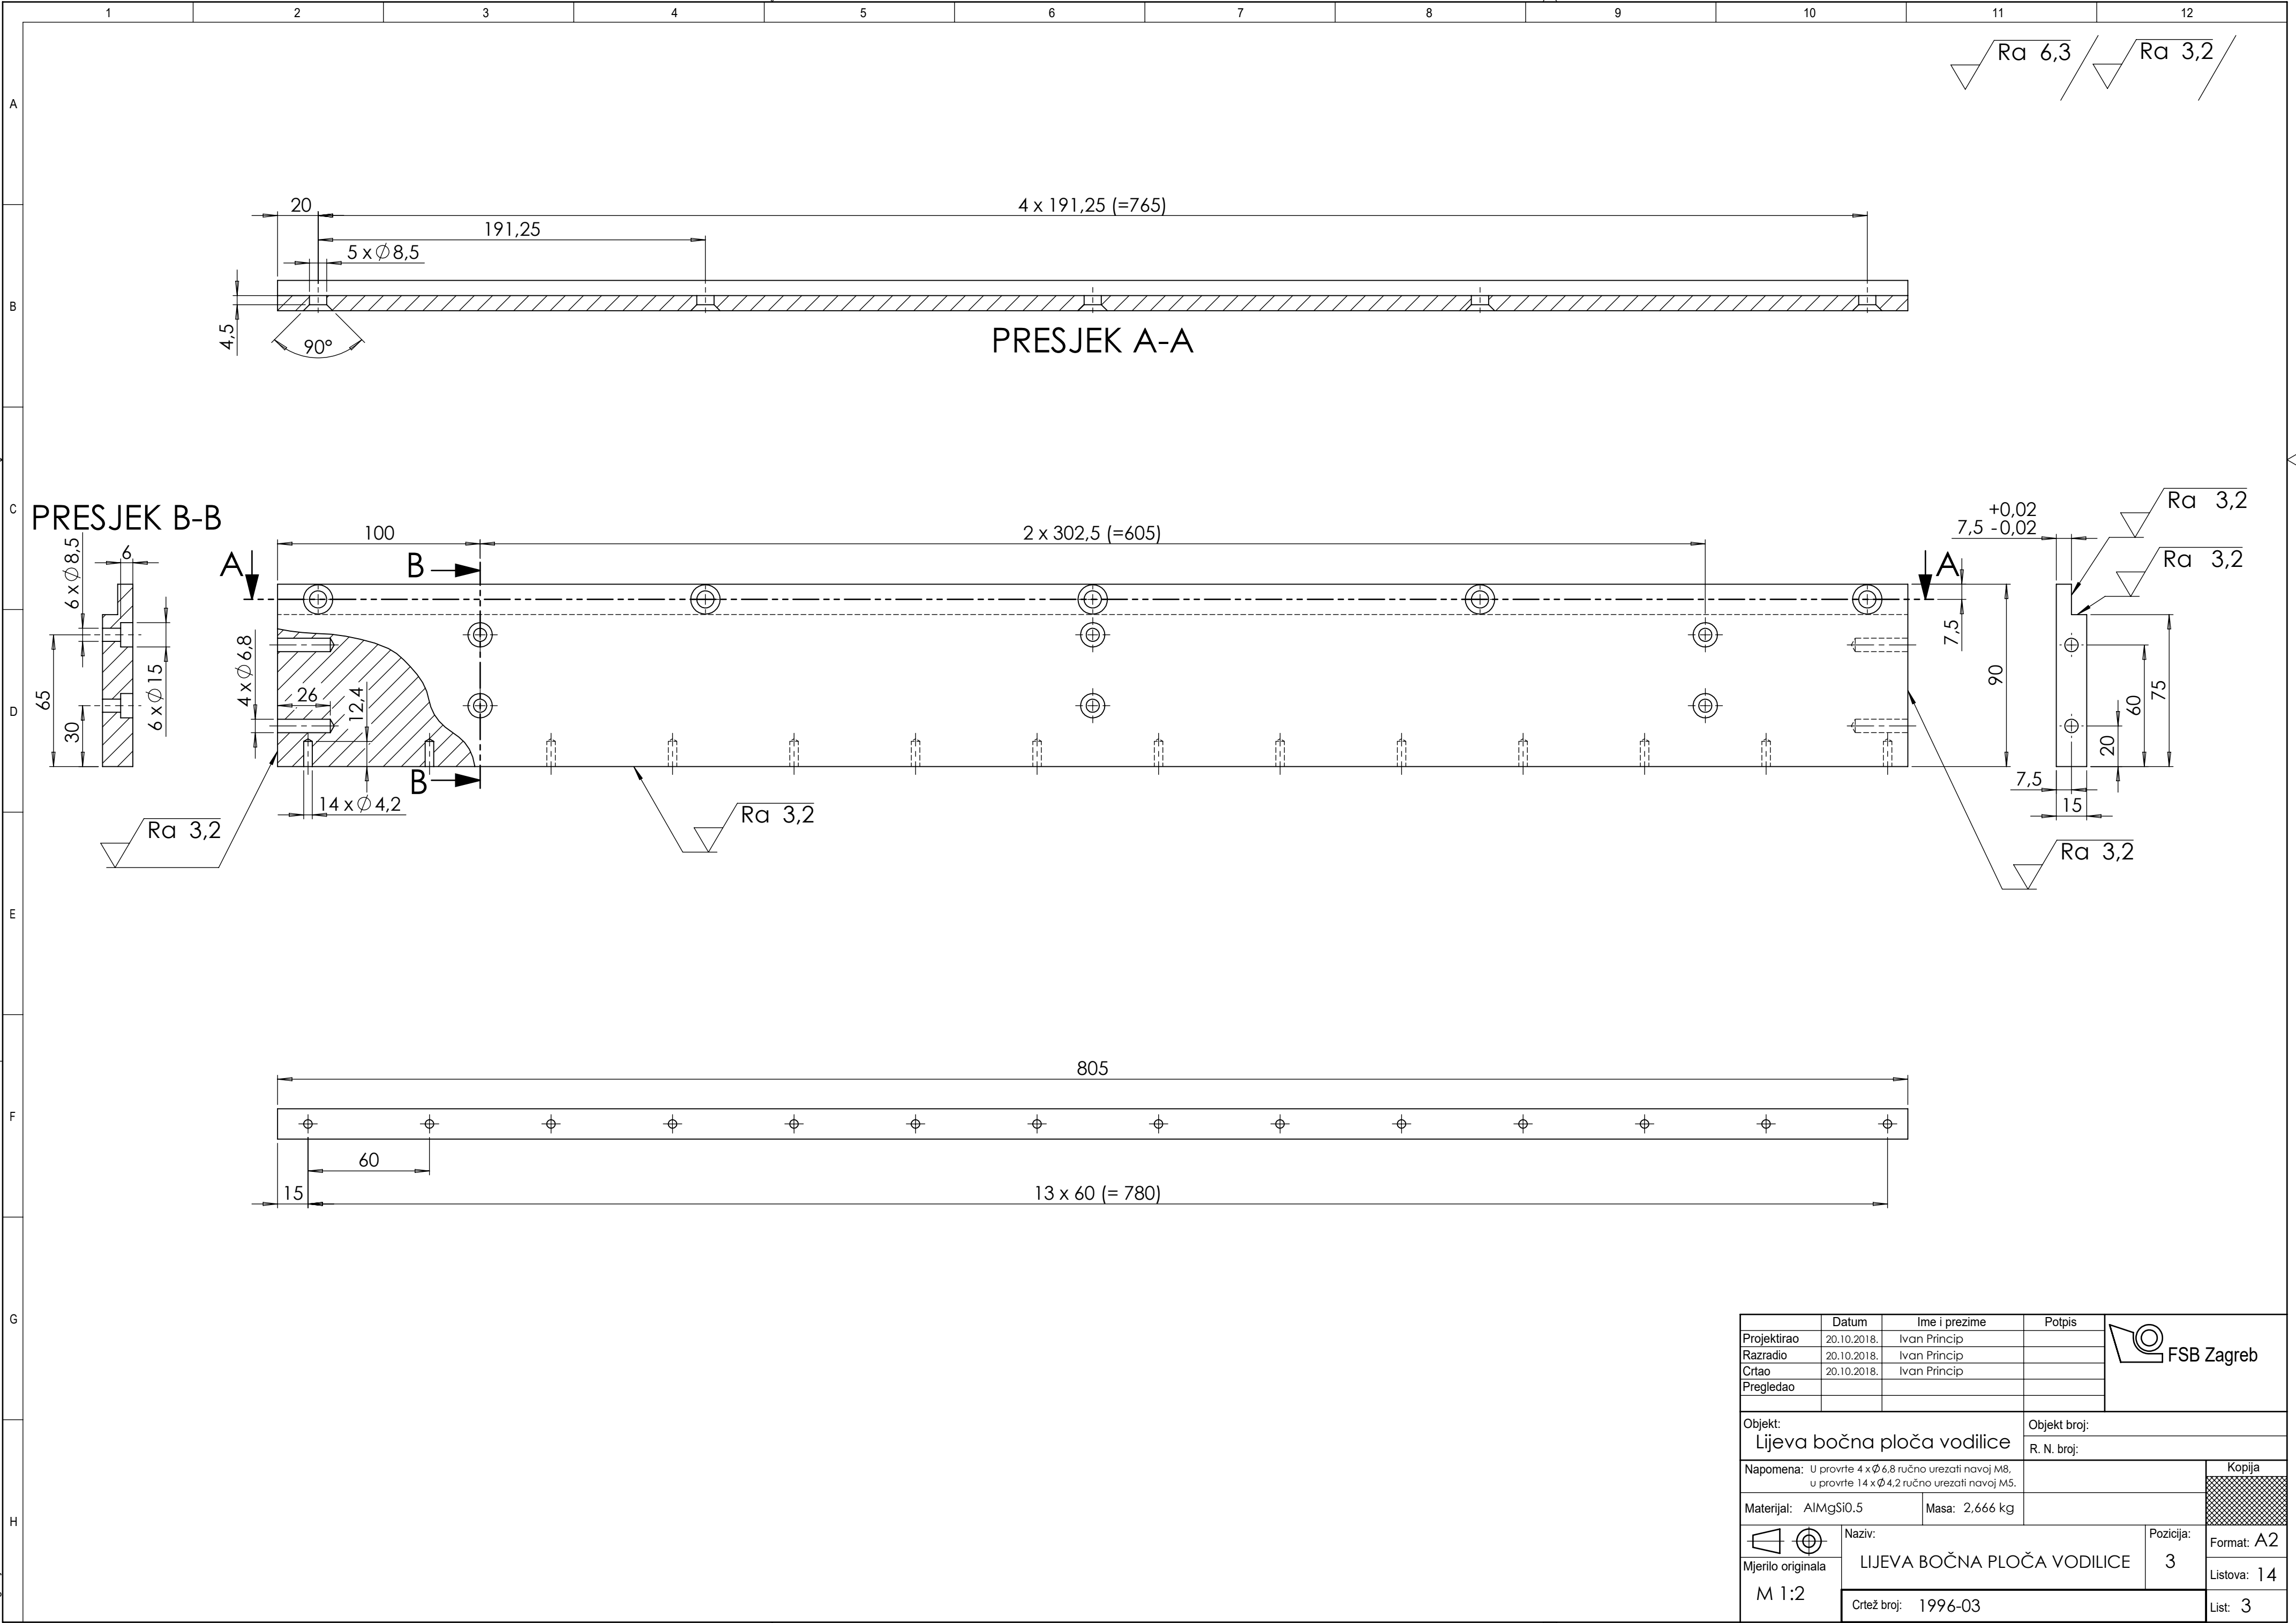 1 2 3 4 5 6 7 8 9 10 11 12
A
B
C
D
E
F
G
H
Ra 6,3 Ra 3,2
20
4 x 191,25 (=765)
191,25
5 x Ø 8,5
4,5
90°
PRESJEK A-A
PRESJEK B-B
6 x Ø 8,5
6
65
30
6 x Ø 15
A
100
B
2 x 302,5 (=605)
A
4 x Ø 6,8
26
12,4
B
14 x Ø 4,2
Ra 3,2
Ra 3,2
7,5
90
+0,02
7,5 -0,02
Ra 3,2
Ra 3,2
60
75
20
7,5
15
Ra 3,2
805
60
15
13 x 60 (= 780)
Datum Ime i prezime Potpis
Projektirao 20.10.2018. Ivan Princip
Razradio 20.10.2018. Ivan Princip
Crtao 20.10.2018. Ivan Princip
Pregledao
FSB Zagreb
Objekt:
Lijeva bočna ploča vodilice
Objekt broj:
R. N. broj:
Napomena: U provrte 4 x Ø 6,8 ručno urezati navoj M8,
u provrte 14 x Ø 4,2 ručno urezati navoj M5.
Kopija
Materijal: AlMgSi0.5 Masa: 2,666 kg
Naziv:
LIJEVA BOČNA PLOČA VODILICE
Pozicija:
3
Format: A2
Mjerilo originala
M 1:2
Listova: 14
Crtež broj: 1996-03
List: 3